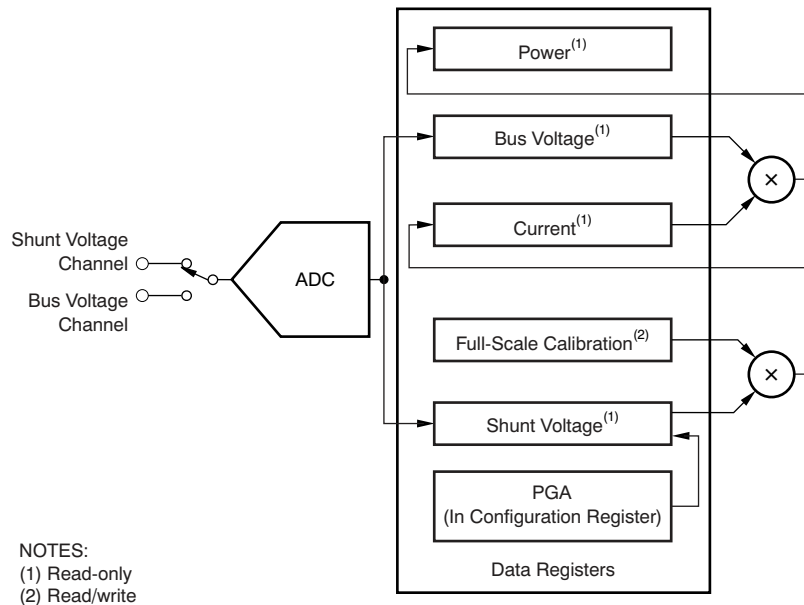 Power(1)
Bus Voltage(1)
Current(1)
Shunt Voltage
Channel
Bus Voltage
Channel
ADC
×
Full-Scale Calibration(2)
×
Shunt Voltage(1)
PGA
(In Configuration Register)
Data Registers
NOTES:
(1) Read-only
(2) Read/write